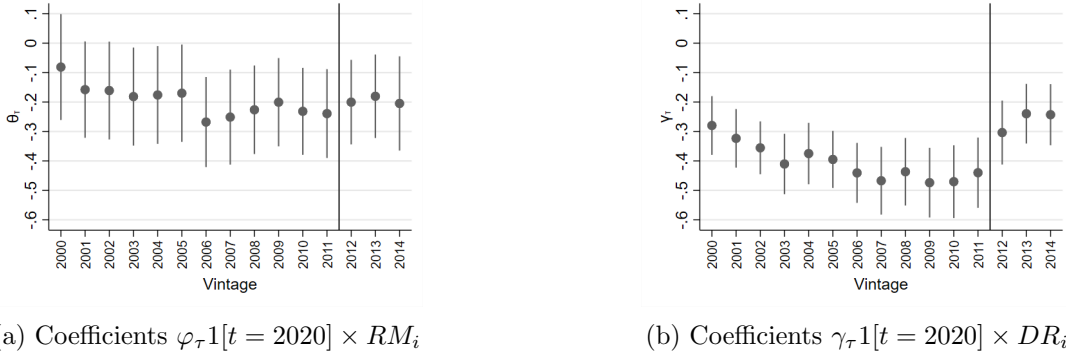 .1
0
-.1
-.2
-.3
-.4
-.5
-.6
θτ
2000 2001 2002 2003 2004 2005 2006 2007 2008 2009 2010 2011 2012 2013 2014
Vintage
(a) Coefficients φτ1[t = 2020] × RMi
.1
0
-.1
-.2
-.3
-.4
-.5
-.6
γτ
2000 2001 2002 2003 2004 2005 2006 2007 2008 2009 2010 2011 2012 2013 2014
Vintage
(b) Coefficients γτ1[t = 2020] × DRi